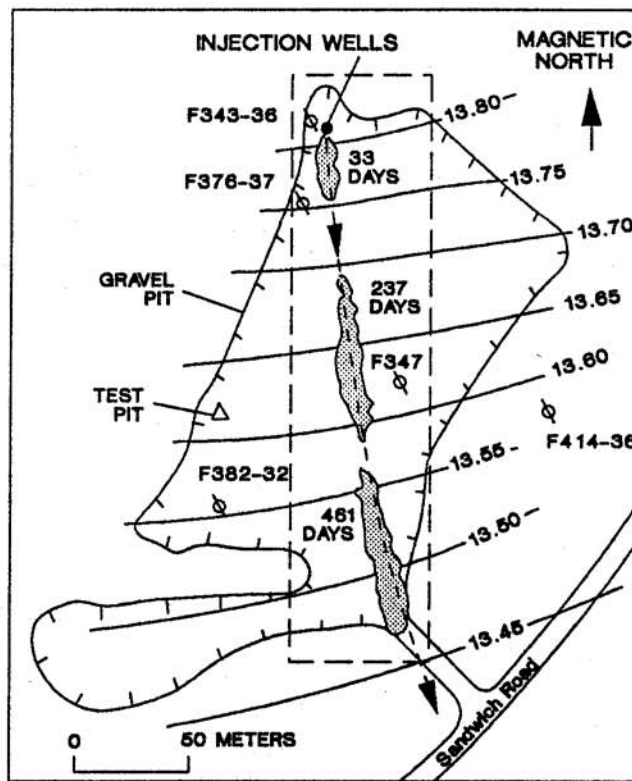 INJECTION WELLS
MAGNETIC
NORTH
F343-36
13.80
33
DAYS
F376-37
13.75
13.70
GRAVEL
PIT
237
DAYS
13.65
F347
13.60
TEST
PIT
F414-36
F382-32
13.55
461
DAYS
13.50
13.45
Sandwich Road
0 50 METERS